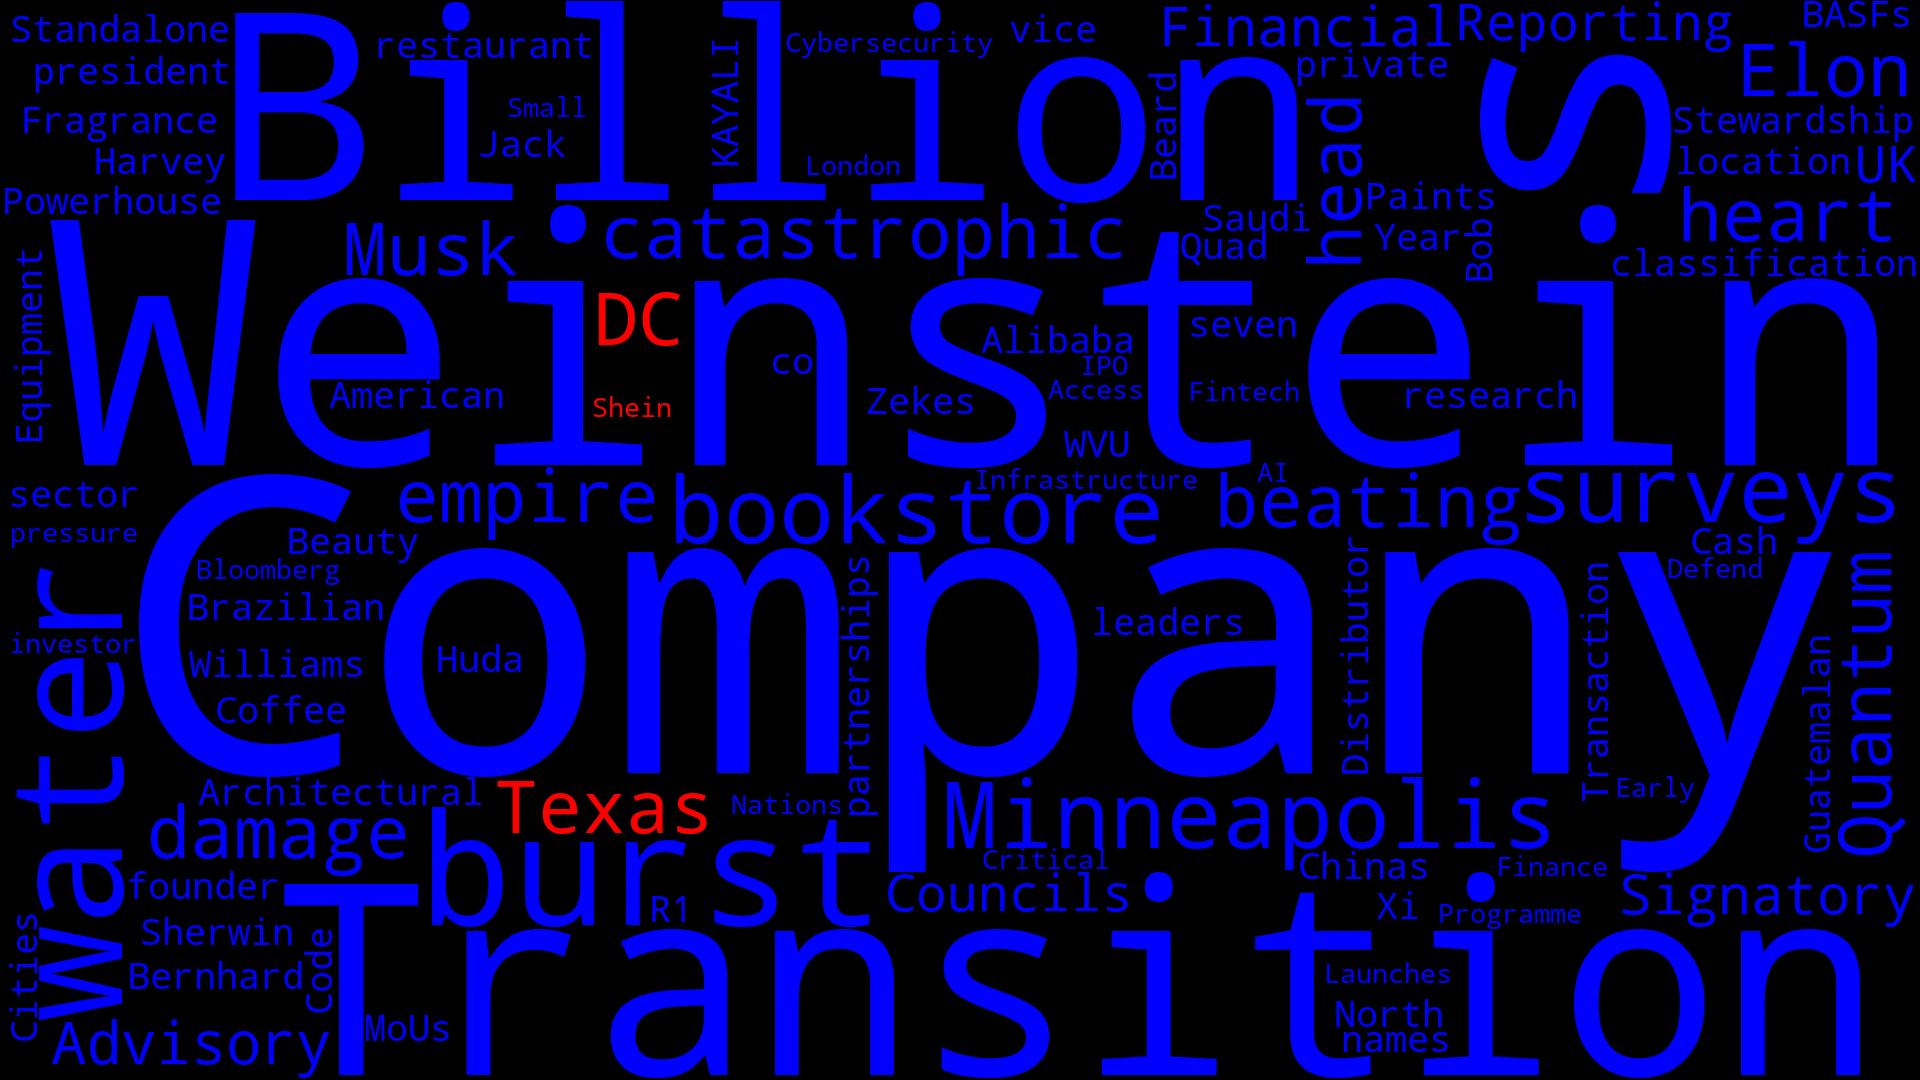 Standalone
president
Fragrance
Harvey
Powerhouse
Billion
restaurant
Small
Jack
KAYALI
Cybersecurity
London
vice
Beard
Financial
Reporting
private
head
S
BASFs
Elon
Stewardship
location
UK
heart
classification
Paints
Year
Bob
Saudi
Quad
Musk
catastrophic
Weinstein
Equipment
DC
American
Shein
co
Zekes
Alibaba
IPO
Access
seven
Fintech
research
WVU
Infrastructure
AI
sector
pressure
empire
bookstore
beating
surveys
Company
Beauty
Bloomberg
Brazilian
investor
Williams
Huda
Coffee
Water
partnerships
leaders
Distributor
Transaction
Cash
Defend
Quantum
Guatemalan
Early
Architectural
damage
Texas
Nations
burst
Minneapolis
Critical
Councils
Chinas
Finance
Xi
Programme
Signatory
founder
R1
Sherwin
Bernhard
Code
Cities
Advisory
MoUs
Transition
Launches
North
names